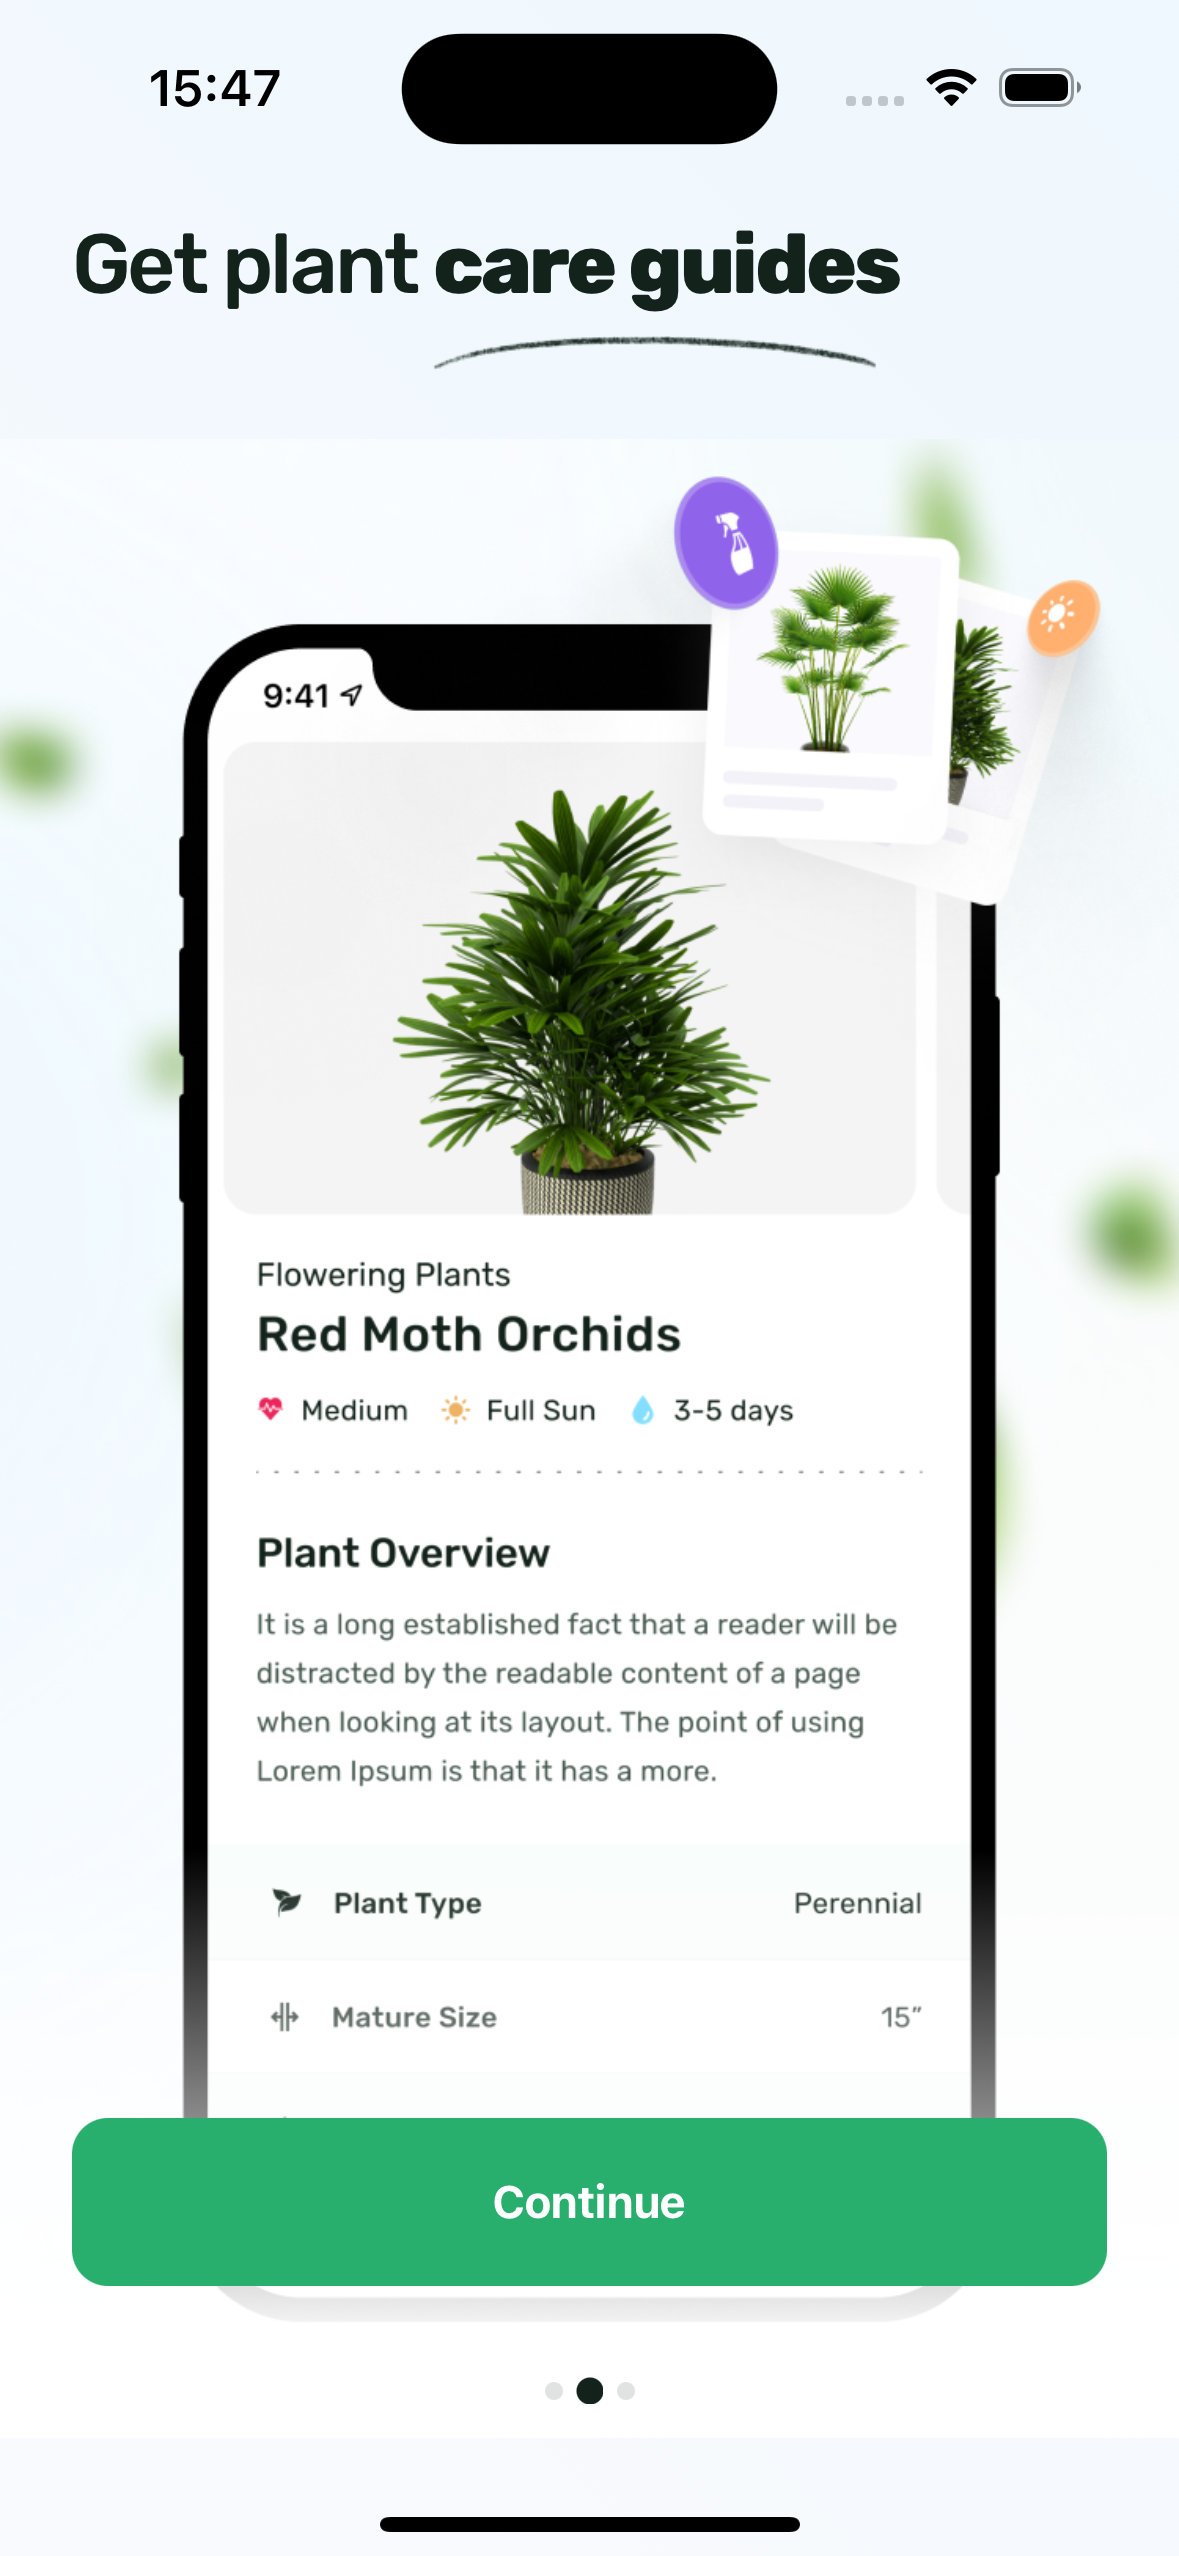 15:47
Get plant care guides
9:41
Flowering Plants
Red Moth Orchids
Medium Full Sun 3-5 days
Plant Overview
It is a long established fact that a reader will be
distracted by the readable content of a page
when looking at its layout. The point of using
Lorem Ipsum is that it has a more.
Plant Type Perennial
Mature Size 15”
Continue